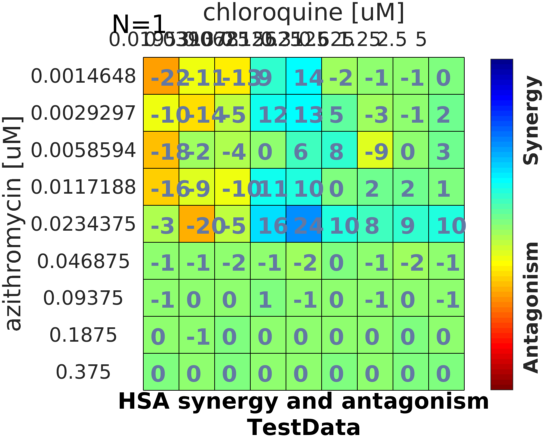 chloroquine [uM]
N=1
0.0014648 -22 -11 -13 9 14 -2 -1 -1 0
0.0029297 -10 -14 -5 12 13 5 -3 -1 2
0.0058594 -18 -2 -4 0 6 8 -9 0 3
0.0117188 -16 -9 -10 11 10 0 2 2 1
0.0234375 -3 -20 -5 16 24 10 8 9 10
0.046875 -1 -1 -2 -1 -2 0 -1 -2 -1
0.09375 -1 0 0 1 -1 0 -1 0 -1
0.1875 0 -1 0 0 0 0 0 0 0
0.375 0 0 0 0 0 0 0 0 0
azithromycin [uM]
Synergy
Antagonism
HSA synergy and antagonism
TestData